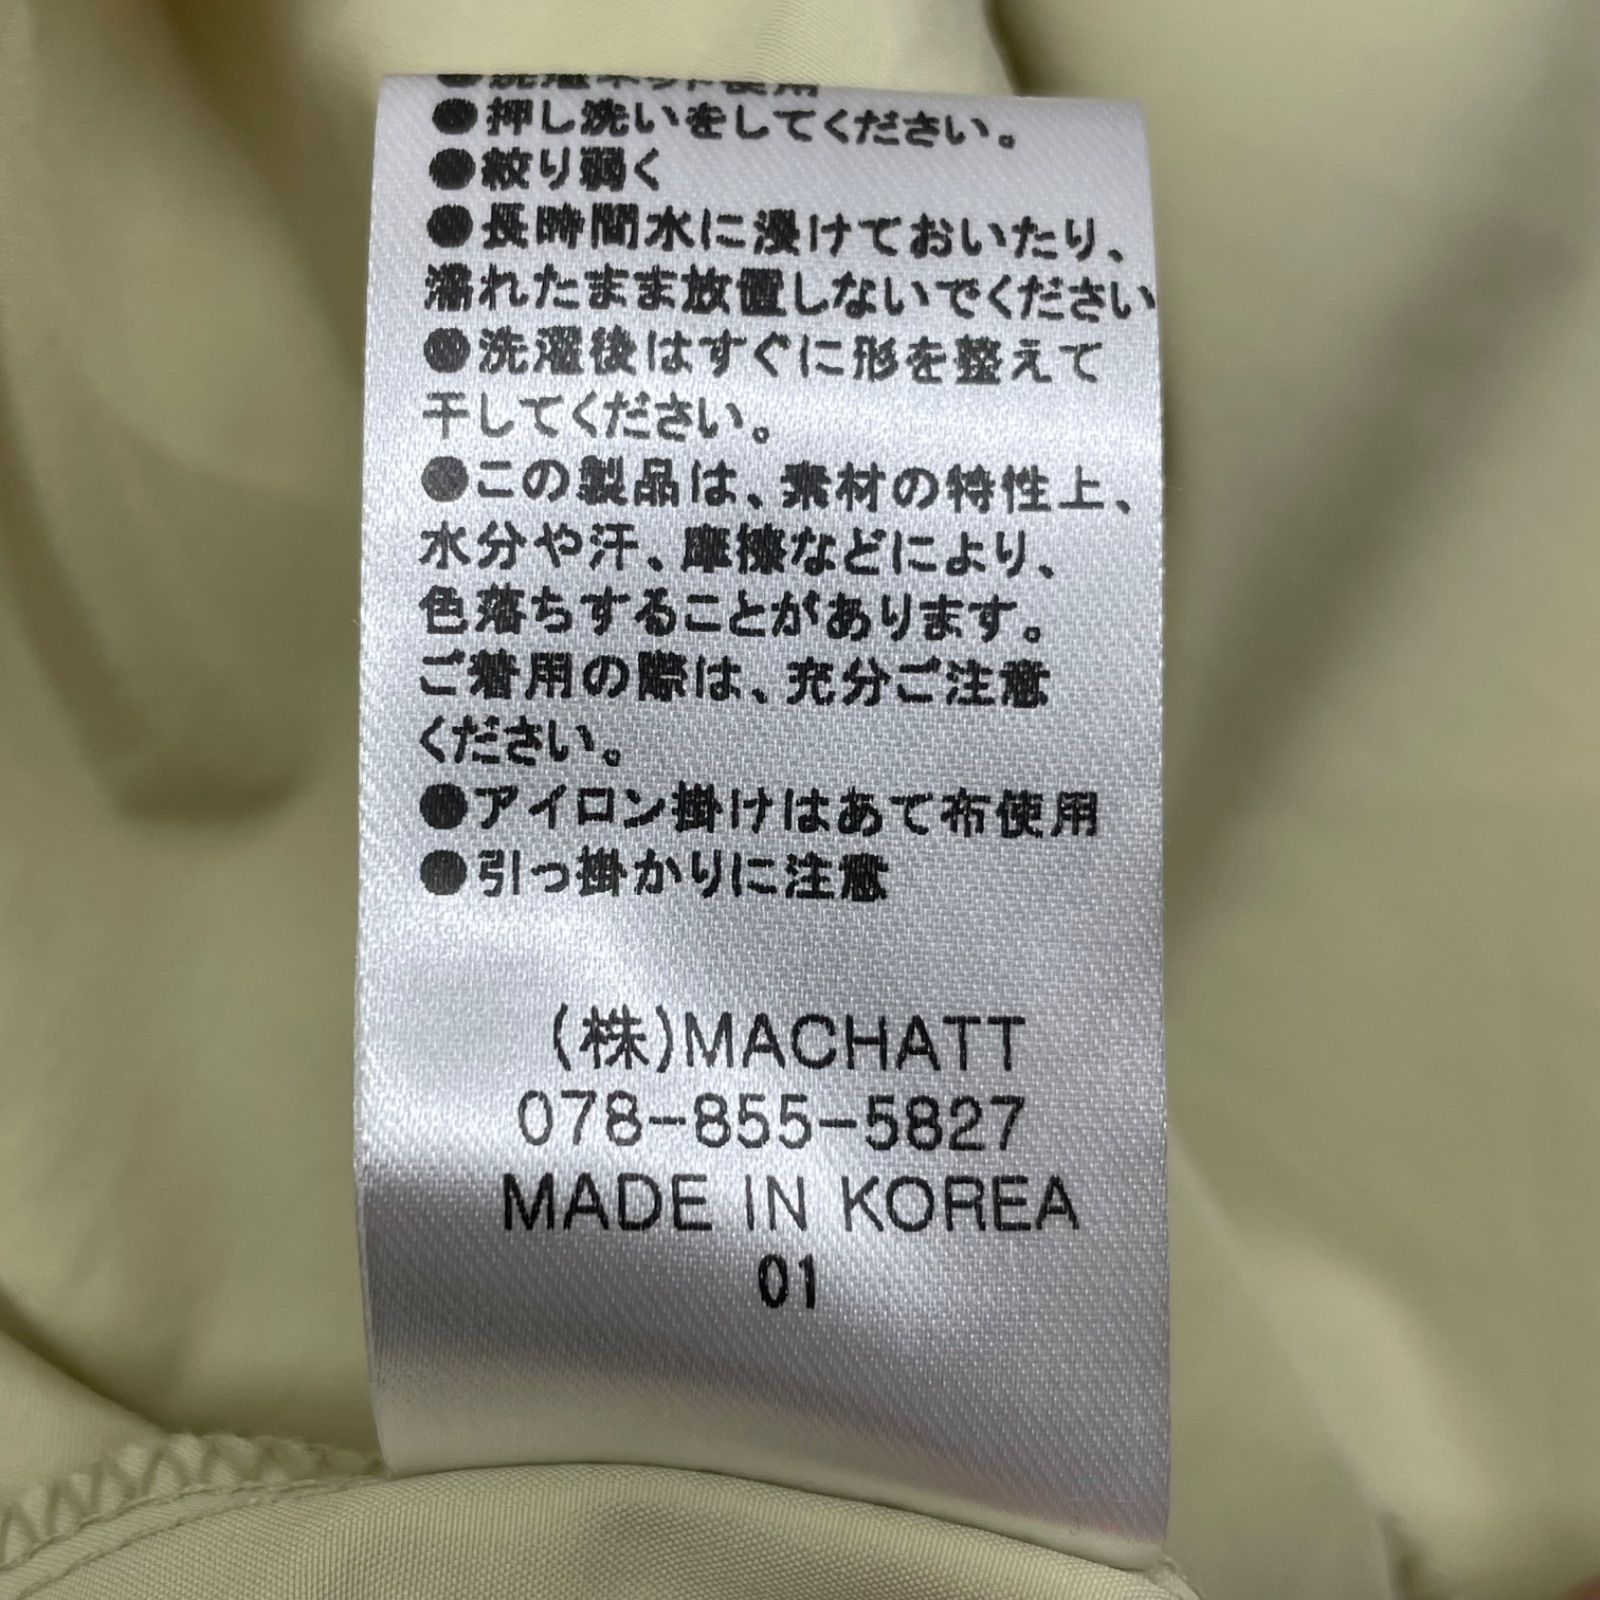 ●洗濯ネット使用
●押し洗いをしてください。
●絞り弱く
●長時間水に浸けておいたり、
濡れたまま放置しないでください
●洗濯後はすぐに形を整えて
干してください。
●この製品は、素材の特性上、
水分や汗、摩擦などにより、
色落ちすることがあります。
ご着用の際は、充分ご注意
ください。
●アイロン掛けはあて布使用
●引っ掛かりに注意
(株)MACHATT
078-855-5827
MADE IN KOREA
01